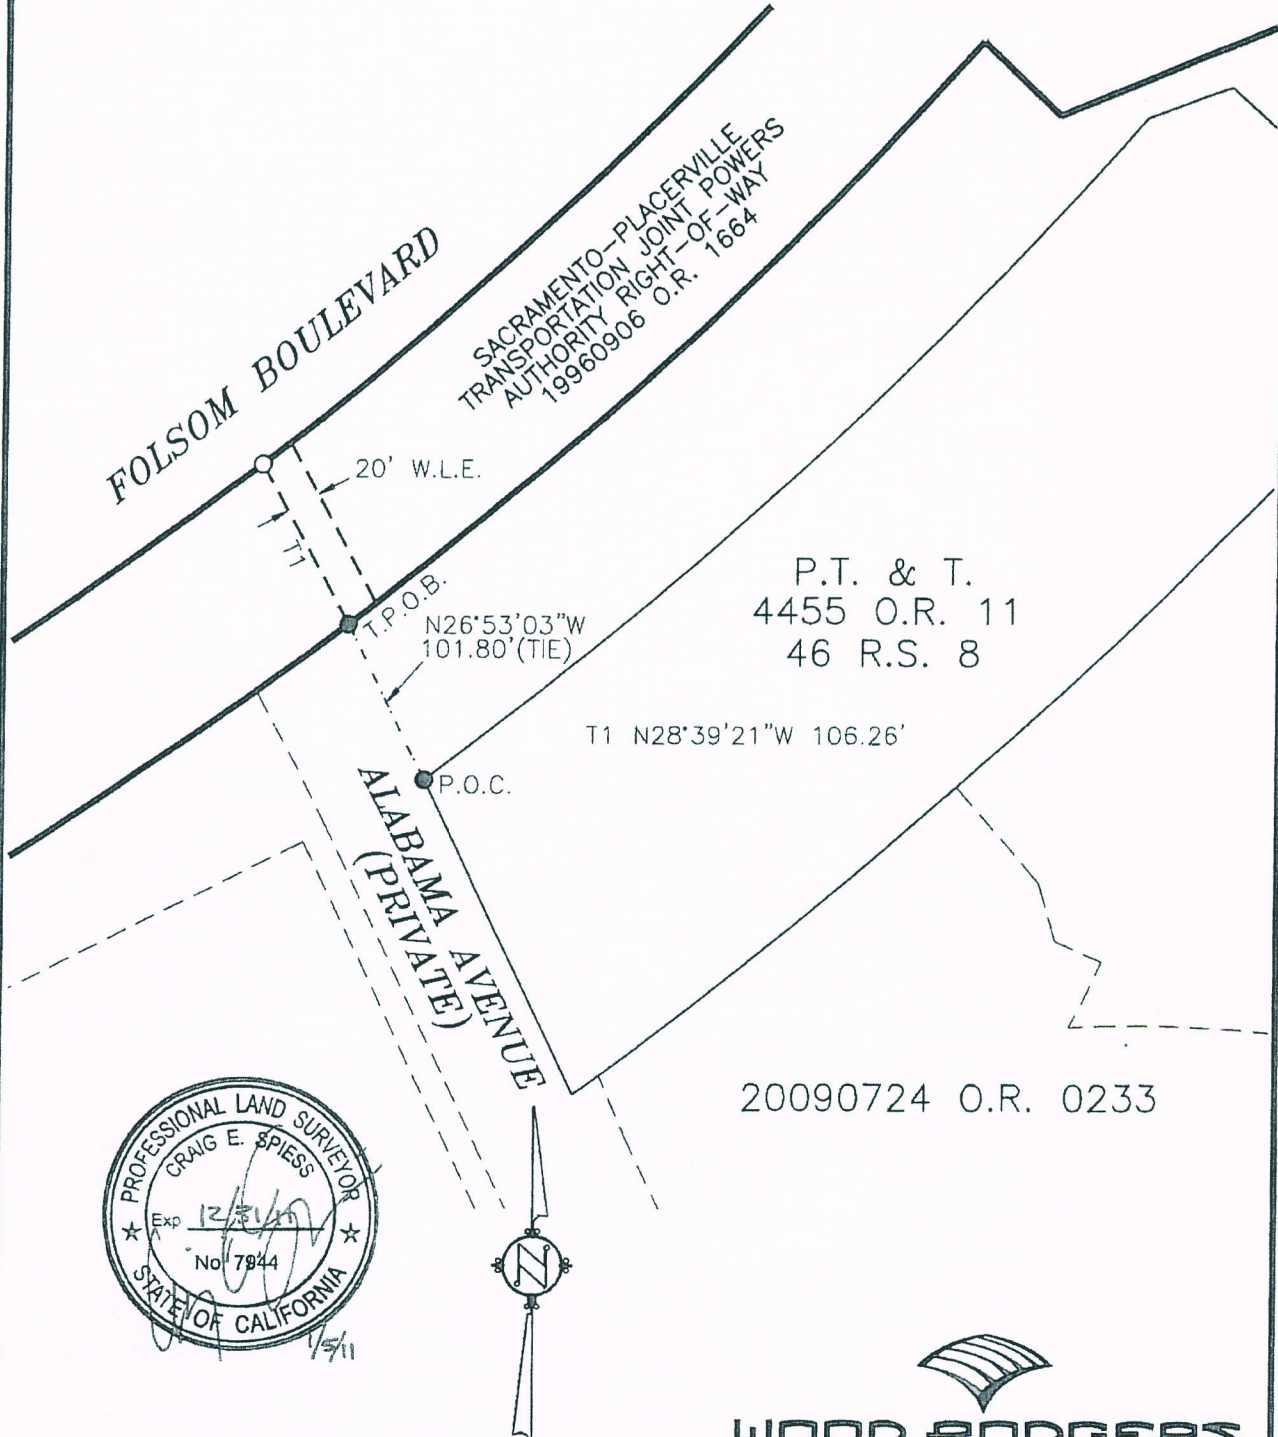 FOLSOM BOULEVARD
SACRAMENTO-PLACERVILLE
TRANSPORTATION JOINT POWERS
AUTHORITY RIGHT-OF-WAY
19960906 O.R. 1664
20' W.L.E.
T1
T.P.O.B.
N26°53'03"W
101.80'(TIE)
P.T. & T.
4455 O.R. 11
46 R.S. 8
T1 N28°39'21"W 106.26'
P.O.C.
ALABAMA AVENUE
(PRIVATE)
20090724 O.R. 0233
PROFESSIONAL LAND SURVEYOR
CRAIG E. SPIESS
Exp 12/31/11
No 7944
STATE OF CALIFORNIA
1/5/11
N
WOOD RODGERS